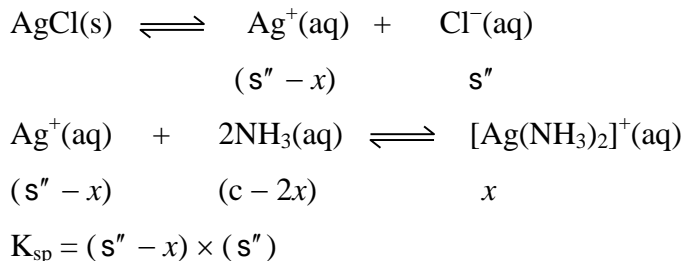 AgCl(s) ⇌ Ag⁺(aq) + Cl⁻(aq)
(s″ − x) s″
Ag⁺(aq) + 2NH₃(aq) ⇌ [Ag(NH₃)₂]⁺(aq)
(s″ − x) (c − 2x) x
Kₛₚ = (s″ − x) × (s″)